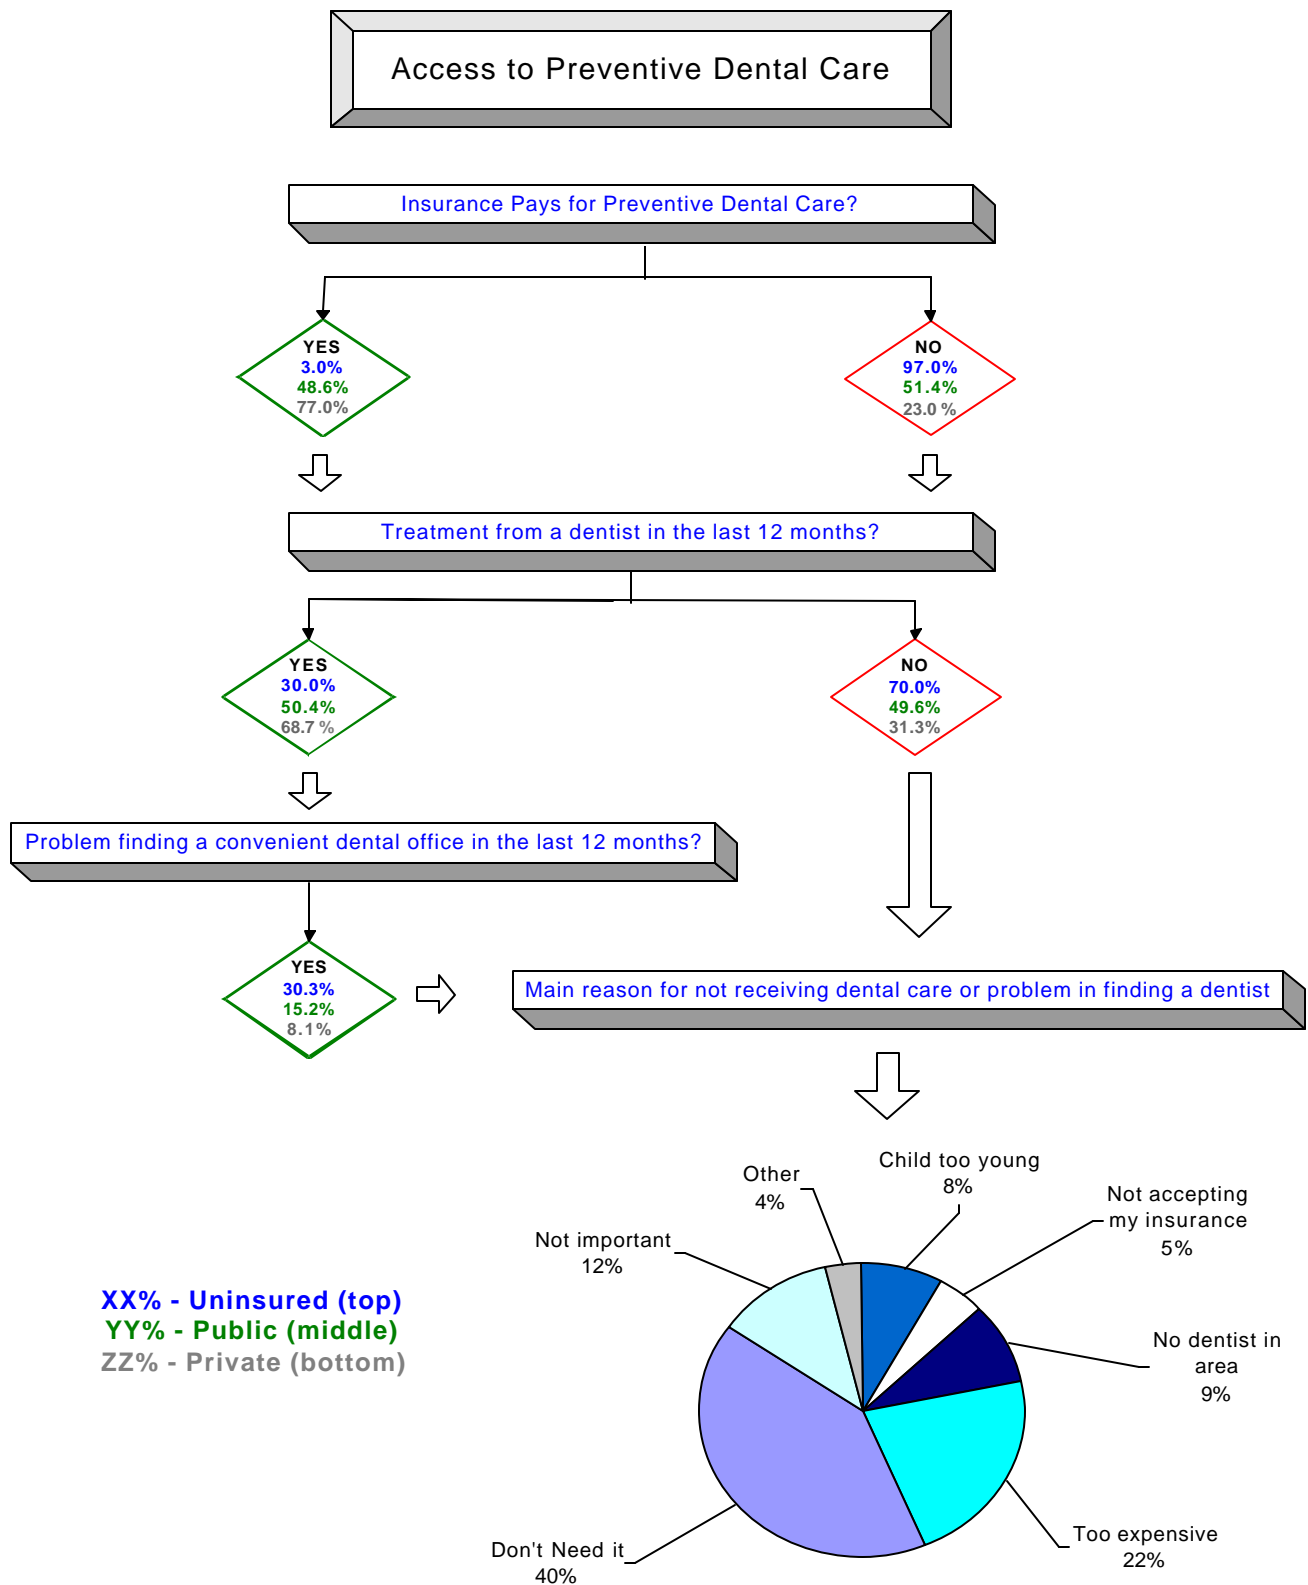 Access to Preventive Dental Care
Insurance Pays for Preventive Dental Care?
YES
3.0%
48.6%
77.0%
NO
97.0%
51.4%
23.0 %
Treatment from a dentist in the last 12 months?
YES
30.0%
50.4%
68.7 %
NO
70.0%
49.6%
31.3%
Problem finding a convenient dental office in the last 12 months?
YES
30.3%
15.2%
8.1%
Main reason for not receiving dental care or problem in finding a dentist
Child too young
8%
Other
4%
Not accepting
my insurance
5%
Not important
12%
XX% - Uninsured (top)
YY% - Public (middle)
ZZ% - Private (bottom)
No dentist in
area
9%
Too expensive
22%
Don't Need it
40%